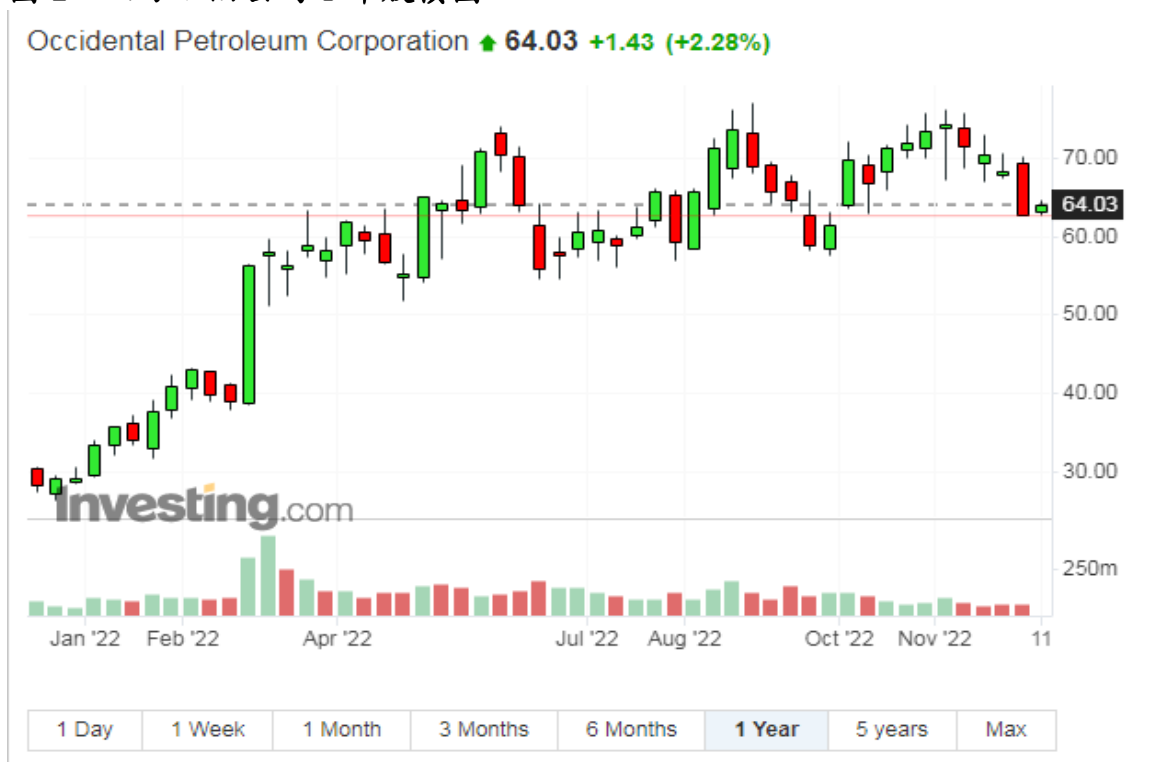 Occidental Petroleum Corporation 64.03 +1.43 (+2.28%)
70.00
64.03
60.00
50.00
40.00
30.00
Investing.com
250m
Jan '22 Feb '22 Apr '22 Jul '22 Aug '22 Oct '22 Nov '22 11
1 Day 1 Week 1 Month 3 Months 6 Months 1 Year 5 years Max